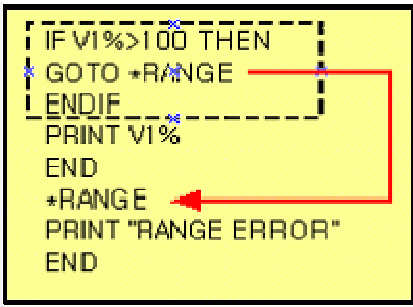 IF V1%>100 THEN
GOTO *RANGE
ENDIF
PRINT V1%
END
*RANGE
PRINT "RANGE ERROR"
END